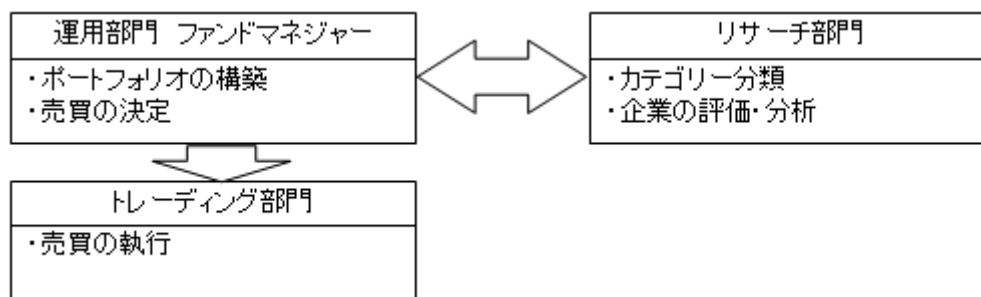 運用部門 ファンドマネジャー
・ポートフォリオの構築
・売買の決定
リサーチ部門
・カテゴリー分類
・企業の評価・分析
トレーディング部門
・売買の執行